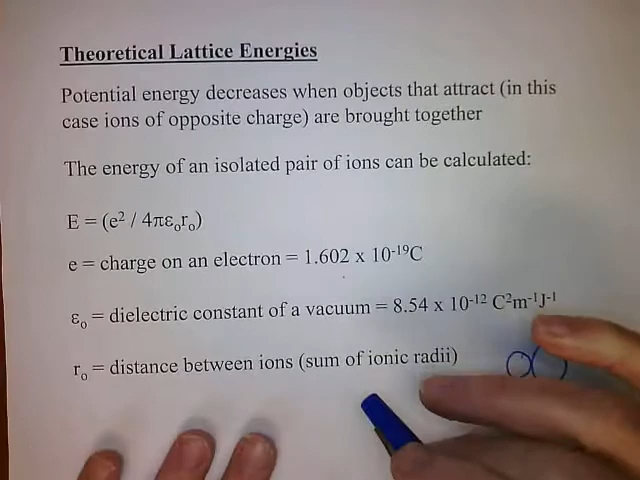 Theoretical Lattice Energies
Potential energy decreases when objects that attract (in this
case ions of opposite charge) are brought together
The energy of an isolated pair of ions can be calculated:
E = (e² / 4πε₀r₀)
e = charge on an electron = 1.602 x 10⁻¹⁹C
ε₀ = dielectric constant of a vacuum = 8.54 x 10⁻¹² C²m⁻¹J⁻¹
r₀ = distance between ions (sum of ionic radii)